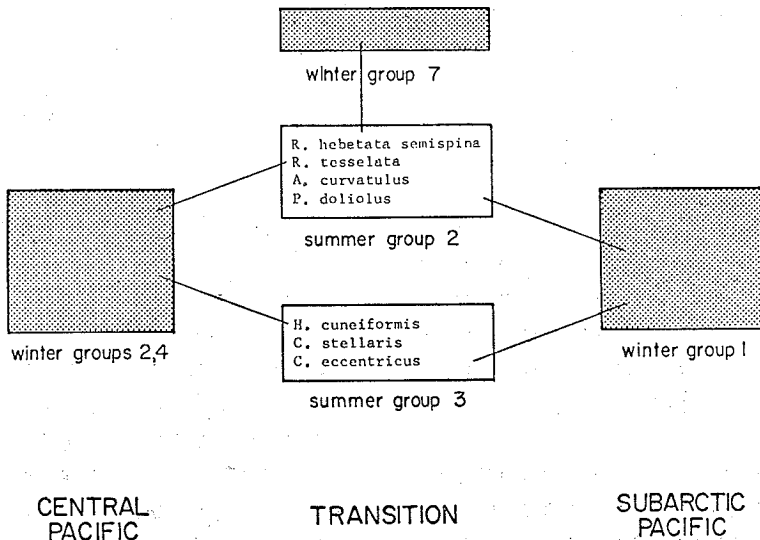 winter group 7
R. hebetata semispina
R. tesselata
A. curvatulus
P. doliolus
summer group 2
winter groups 2,4
H. cuneiformis
C. stellaris
C. eccentricus
summer group 3
winter group 1
CENTRAL
PACIFIC
TRANSITION
SUBARCTIC
PACIFIC